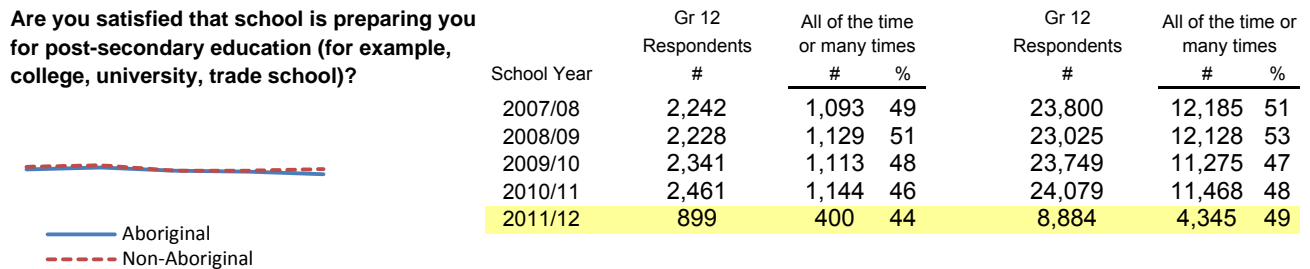 Are you satisfied that school is preparing you
for post-secondary education (for example,
college, university, trade school)?
Gr 12 All of the time Gr 12 All of the time or
Respondents or many times Respondents many times
School Year # # % # # %
2007/08 2,242 1,093 49 23,800 12,185 51
2008/09 2,228 1,129 51 23,025 12,128 53
2009/10 2,341 1,113 48 23,749 11,275 47
2010/11 2,461 1,144 46 24,079 11,468 48
2011/12 899 400 44 8,884 4,345 49
Aboriginal
Non-Aboriginal